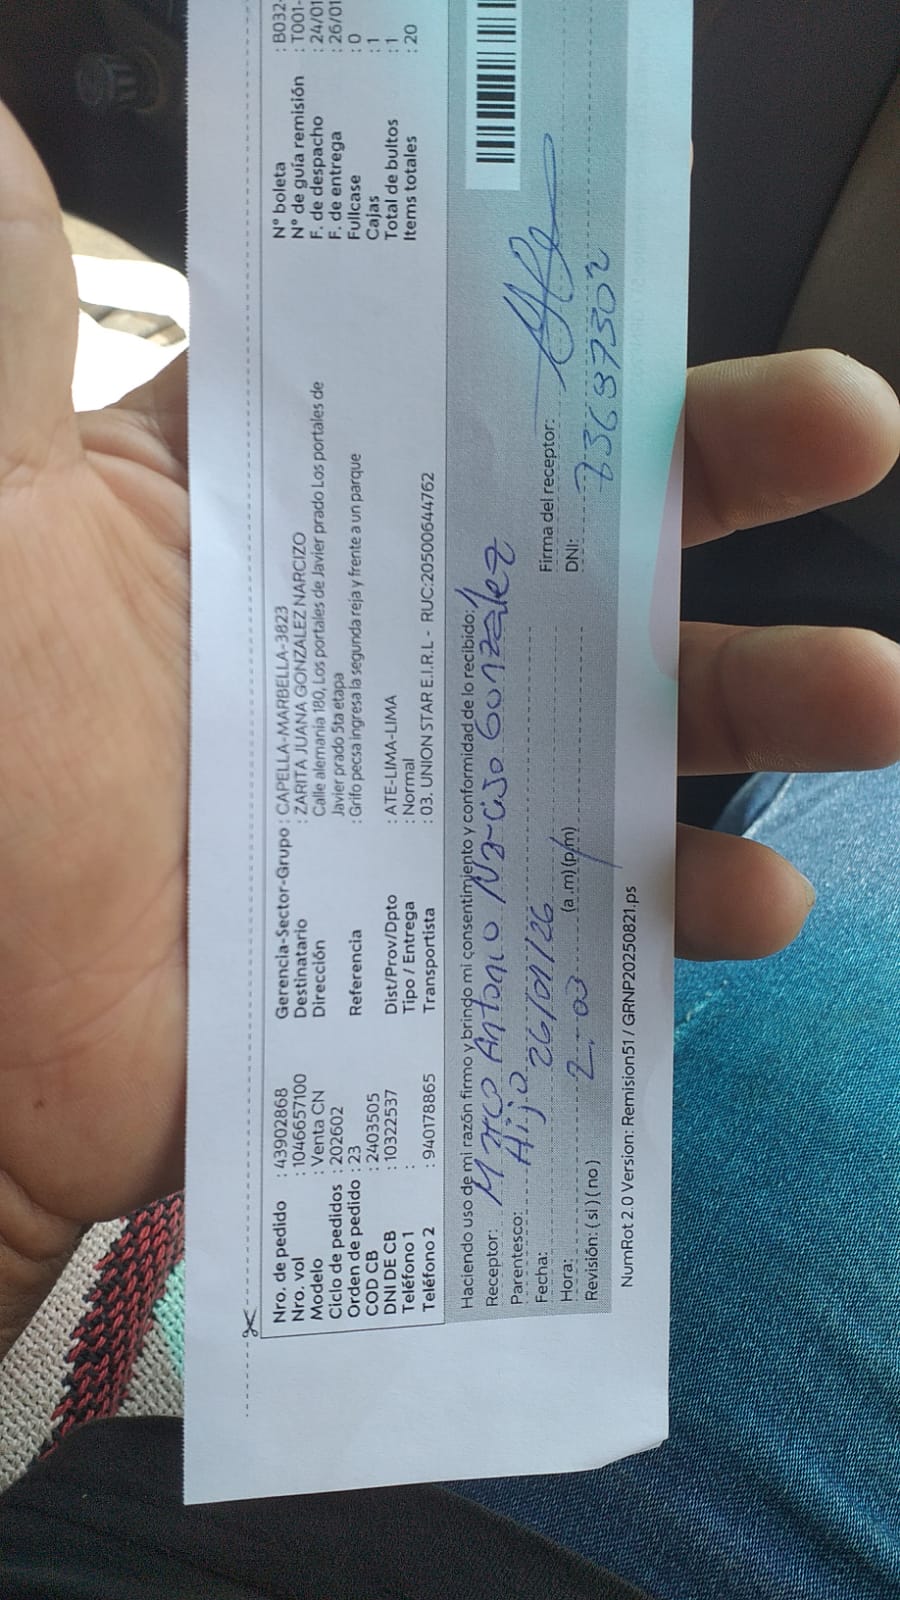 Nro. de pedido : 43902868
Nro. vol : 1046657100
Modelo : Venta CN
Ciclo de pedidos : 202602
Orden de pedido : 23
COD CB : 2403505
DNI DE CB : 10322537
Teléfono 1 :
Teléfono 2 : 940178865
Gerencia-Sector-Grupo : CAPELLA-MARBELLA-3823
Destinatario : ZARITA JUANA GONZALEZ NARCIZO
Dirección Calle alemania 180, Los portales de Javier prado Los portales de
Javier prado 5ta etapa
Referencia : Grifo pecsa ingresa la segunda reja y frente a un parque
Dist/Prov/Dpto : ATE-LIMA-LIMA
Tipo / Entrega : Normal
Transportista : 03. UNION STAR E.I.R.L - RUC:20500644762
N° boleta : B032-
N° de guía remisión : T001-
F. de despacho : 24/01
F. de entrega : 26/01
Fullcase : 0
Cajas : 1
Total de bultos : 1
Items totales : 20
Haciendo uso de mi razón firmo y brindo mi consentimiento y conformidad de lo recibido:
Receptor: Marco Antonio Narciso Gonzalez
Parentesco: Hijo
Fecha: 26/01/26
Hora: 2:03 (a .m) (p/m)
Revisión: ( si ) ( no )
Firma del receptor:
DNI: 73697302
NumRot 2.0 Version: Remision51 / GRNP20250821.ps